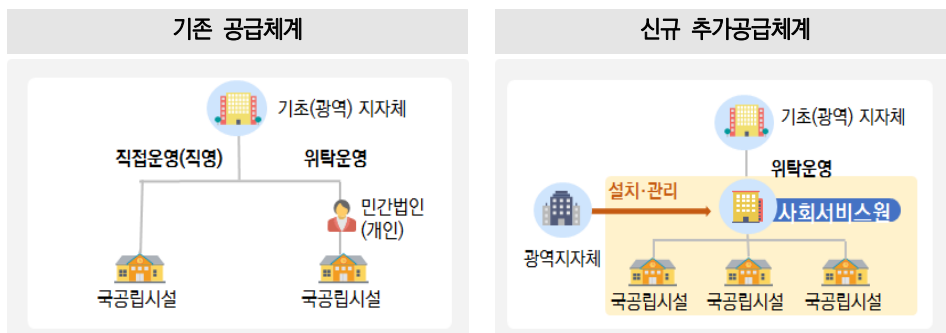 기존 공급체계
기초(광역) 지자체
직접운영(직영)
위탁운영
민간법인
(개인)
국공립시설
국공립시설
신규 추가공급체계
기초(광역) 지자체
위탁운영
설치·관리
사회서비스원
광역지자체
국공립시설
국공립시설
국공립시설